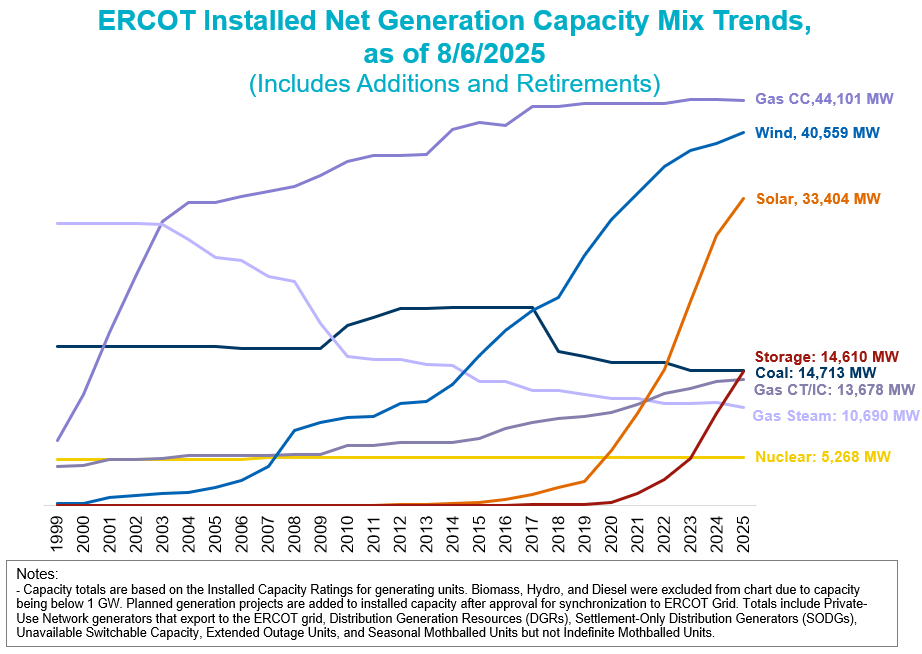 ERCOT Installed Net Generation Capacity Mix Trends,
as of 8/6/2025
(Includes Additions and Retirements)
Gas CC,44,101 MW
Wind, 40,559 MW
Solar, 33,404 MW
Storage: 14,610 MW
Coal: 14,713 MW
Gas CT/IC: 13,678 MW
Gas Steam: 10,690 MW
Nuclear: 5,268 MW
1999
2000
2001
2002
2003
2004
2005
2006
2007
2008
2009
2010
2011
2012
2013
2014
2015
2016
2017
2018
2019
2020
2021
2022
2023
2024
2025
Notes:
- Capacity totals are based on the Installed Capacity Ratings for generating units. Biomass, Hydro, and Diesel were excluded from chart due to capacity
being below 1 GW. Planned generation projects are added to installed capacity after approval for synchronization to ERCOT Grid. Totals include Private-
Use Network generators that export to the ERCOT grid, Distribution Generation Resources (DGRs), Settlement-Only Distribution Generators (SODGs),
Unavailable Switchable Capacity, Extended Outage Units, and Seasonal Mothballed Units but not Indefinite Mothballed Units.